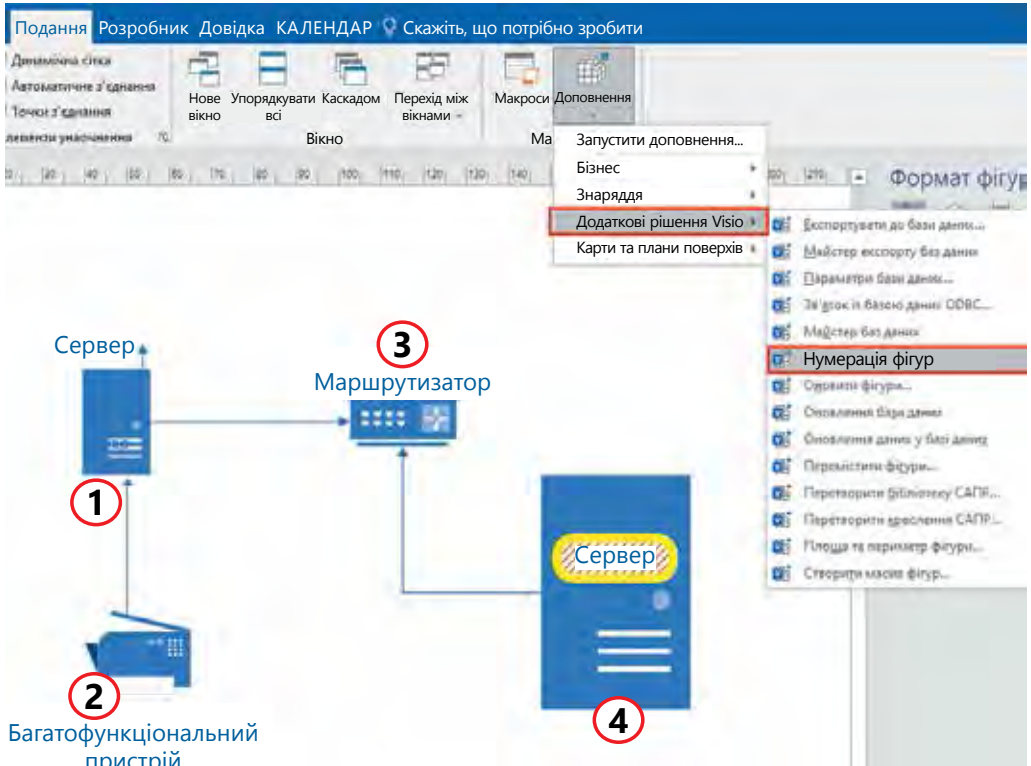 Подання Розробник Довідка КАЛЕНДАР Скажіть, що потрібно зробити
Динамічна сітка
Автоматичне з'єднання
Точки з'єднання
Нове вікно
Упорядкувати всі
Каскадом
Перехід між вікнами
Макроси
Доповнення
Вікно
Ма
Запустити доповнення...
Бізнес
Знаряддя
Додаткові рішення Visio
Карти та плани поверхів
Формат фігур
Експортувати до бази даних...
Майстер експорту баз даних
Параметри бази даних...
Зв'язок із базою даних ODBC...
Майстер баз даних
Нумерація фігур
Оновити фігури...
Оновлення бази даних
Оновлення даних у базі даних
Перемістити фігури...
Перетворити бібліотеку САПР...
Перетворити креслення САПР...
Площа та периметр фігури...
Створити масив фігур...
Сервер
3
Маршрутизатор
1
Сервер
2
4
Багатофункціональний
пристрій